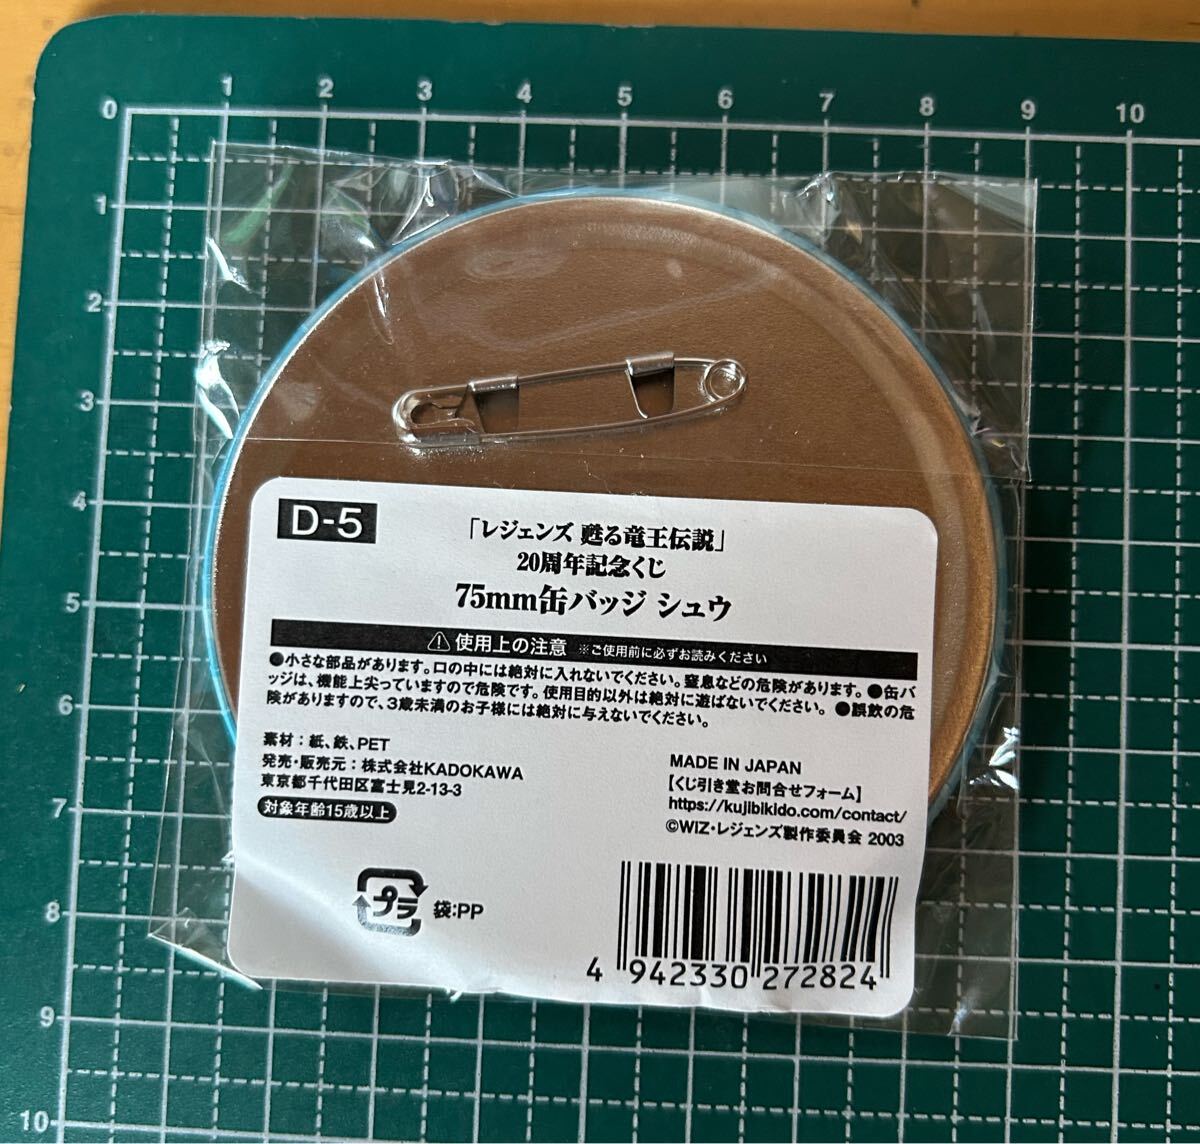 0 1 2 3 4 5 6 7 8 9 10
1
2
3
4
5
6
7
8
9
10
D-5
「レジェンズ 甦る竜王伝説」
20周年記念くじ
75mm缶バッジ シュウ
⚠使用上の注意 ※ご使用前に必ずお読みください
●小さな部品があります。口の中には絶対に入れないでください。窒息などの危険があります。●缶バ
ッジは、機能上尖っていますので危険です。使用目的以外は絶対に遊ばないでください。●誤飲の危
険がありますので、3歳未満のお子様には絶対に与えないでください。
素材：紙、鉄、PET
発売・販売元：株式会社KADOKAWA
東京都千代田区富士見2-13-3
対象年齢15歳以上
MADE IN JAPAN
【くじ引き堂お問合せフォーム】
https://kujibikido.com/contact/
©WIZ・レジェンズ製作委員会 2003
プラ 袋:PP
4 942330 272824